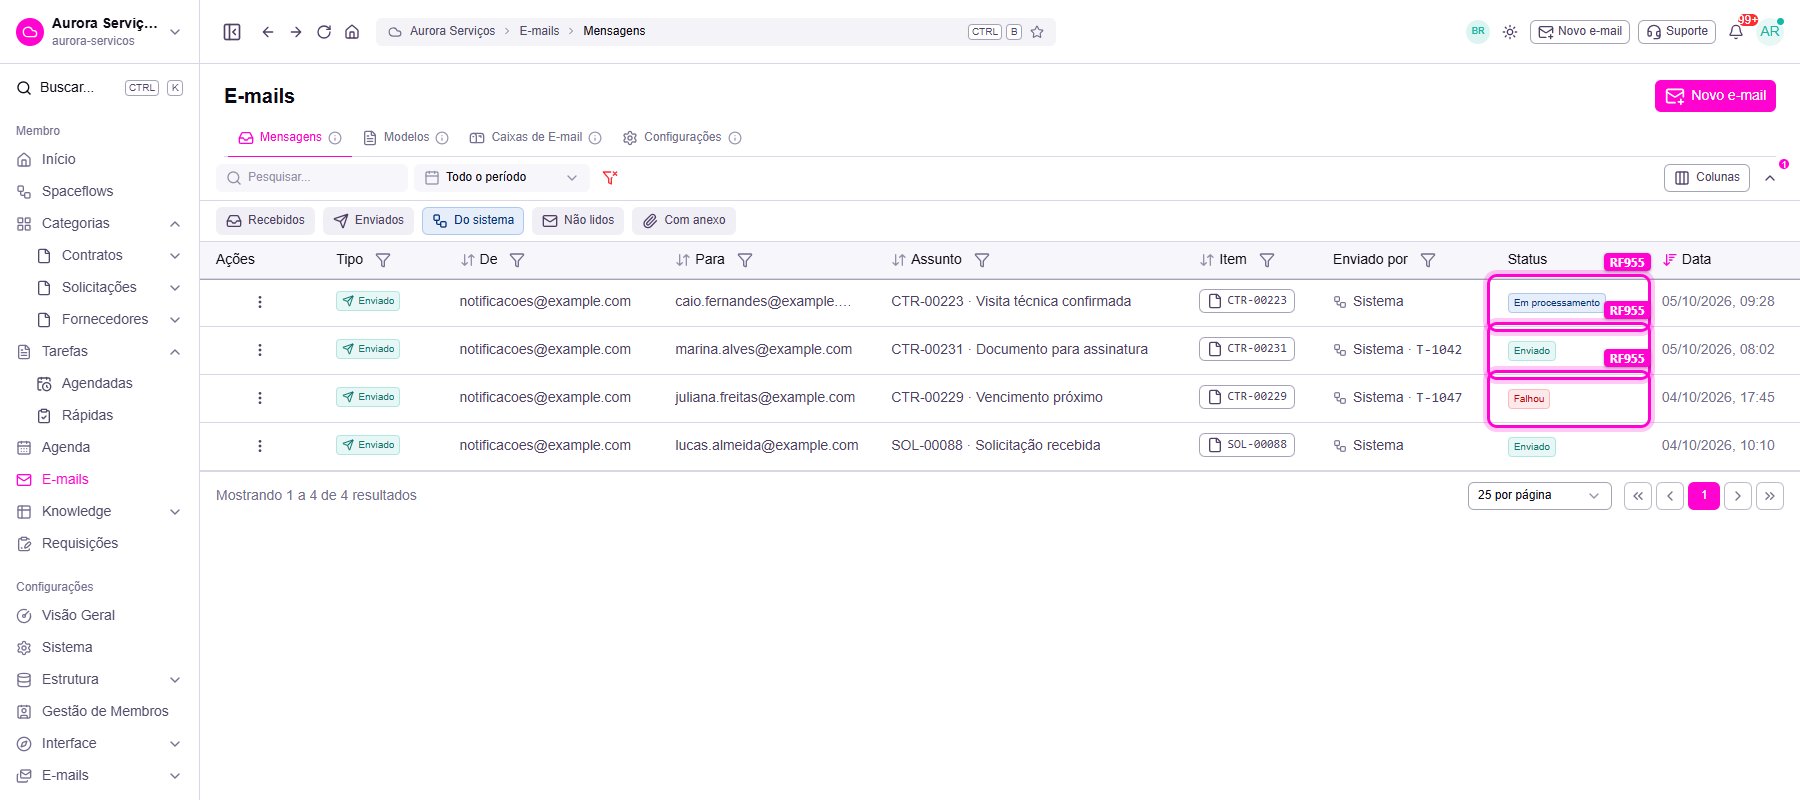 Aurora Serviç...
aurora-servicos
Aurora Serviços > E-mails > Mensagens
CTRL B
BR
Novo e-mail
Suporte
99+
AR
Buscar... CTRL K
Membro
Início
Spaceflows
Categorias
Contratos
Solicitações
Fornecedores
Tarefas
Agendadas
Rápidas
Agenda
E-mails
Knowledge
Requisições
Configurações
Visão Geral
Sistema
Estrutura
Gestão de Membros
Interface
E-mails
E-mails
Novo e-mail
Mensagens Modelos Caixas de E-mail Configurações
Pesquisar... Todo o período Colunas 1
Recebidos Enviados Do sistema Não lidos Com anexo
Ações Tipo De Para Assunto Item Enviado por Status RF955 Data
Enviado notificacoes@example.com caio.fernandes@example.... CTR-00223 · Visita técnica confirmada CTR-00223 Sistema Em processamento RF955 05/10/2026, 09:28
Enviado notificacoes@example.com marina.alves@example.com CTR-00231 · Documento para assinatura CTR-00231 Sistema · T-1042 Enviado RF955 05/10/2026, 08:02
Enviado notificacoes@example.com juliana.freitas@example.com CTR-00229 · Vencimento próximo CTR-00229 Sistema · T-1047 Falhou 04/10/2026, 17:45
Enviado notificacoes@example.com lucas.almeida@example.com SOL-00088 · Solicitação recebida SOL-00088 Sistema Enviado 04/10/2026, 10:10
Mostrando 1 a 4 de 4 resultados
25 por página
1